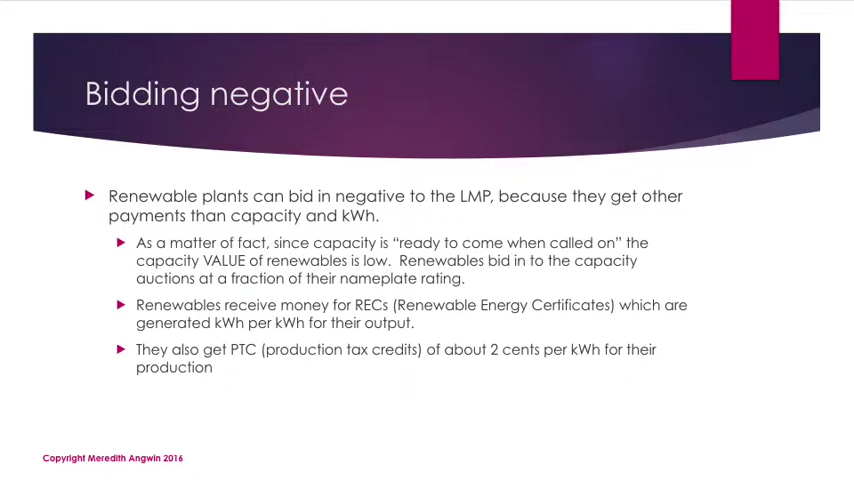 Bidding negative
Renewable plants can bid in negative to the LMP, because they get other
payments than capacity and kWh.
As a matter of fact, since capacity is “ready to come when called on” the
capacity VALUE of renewables is low.  Renewables bid in to the capacity
auctions at a fraction of their nameplate rating.
Renewables receive money for RECs (Renewable Energy Certificates) which are
generated kWh per kWh for their output.
They also get PTC (production tax credits) of about 2 cents per kWh for their
production
Copyright Meredith Angwin 2016